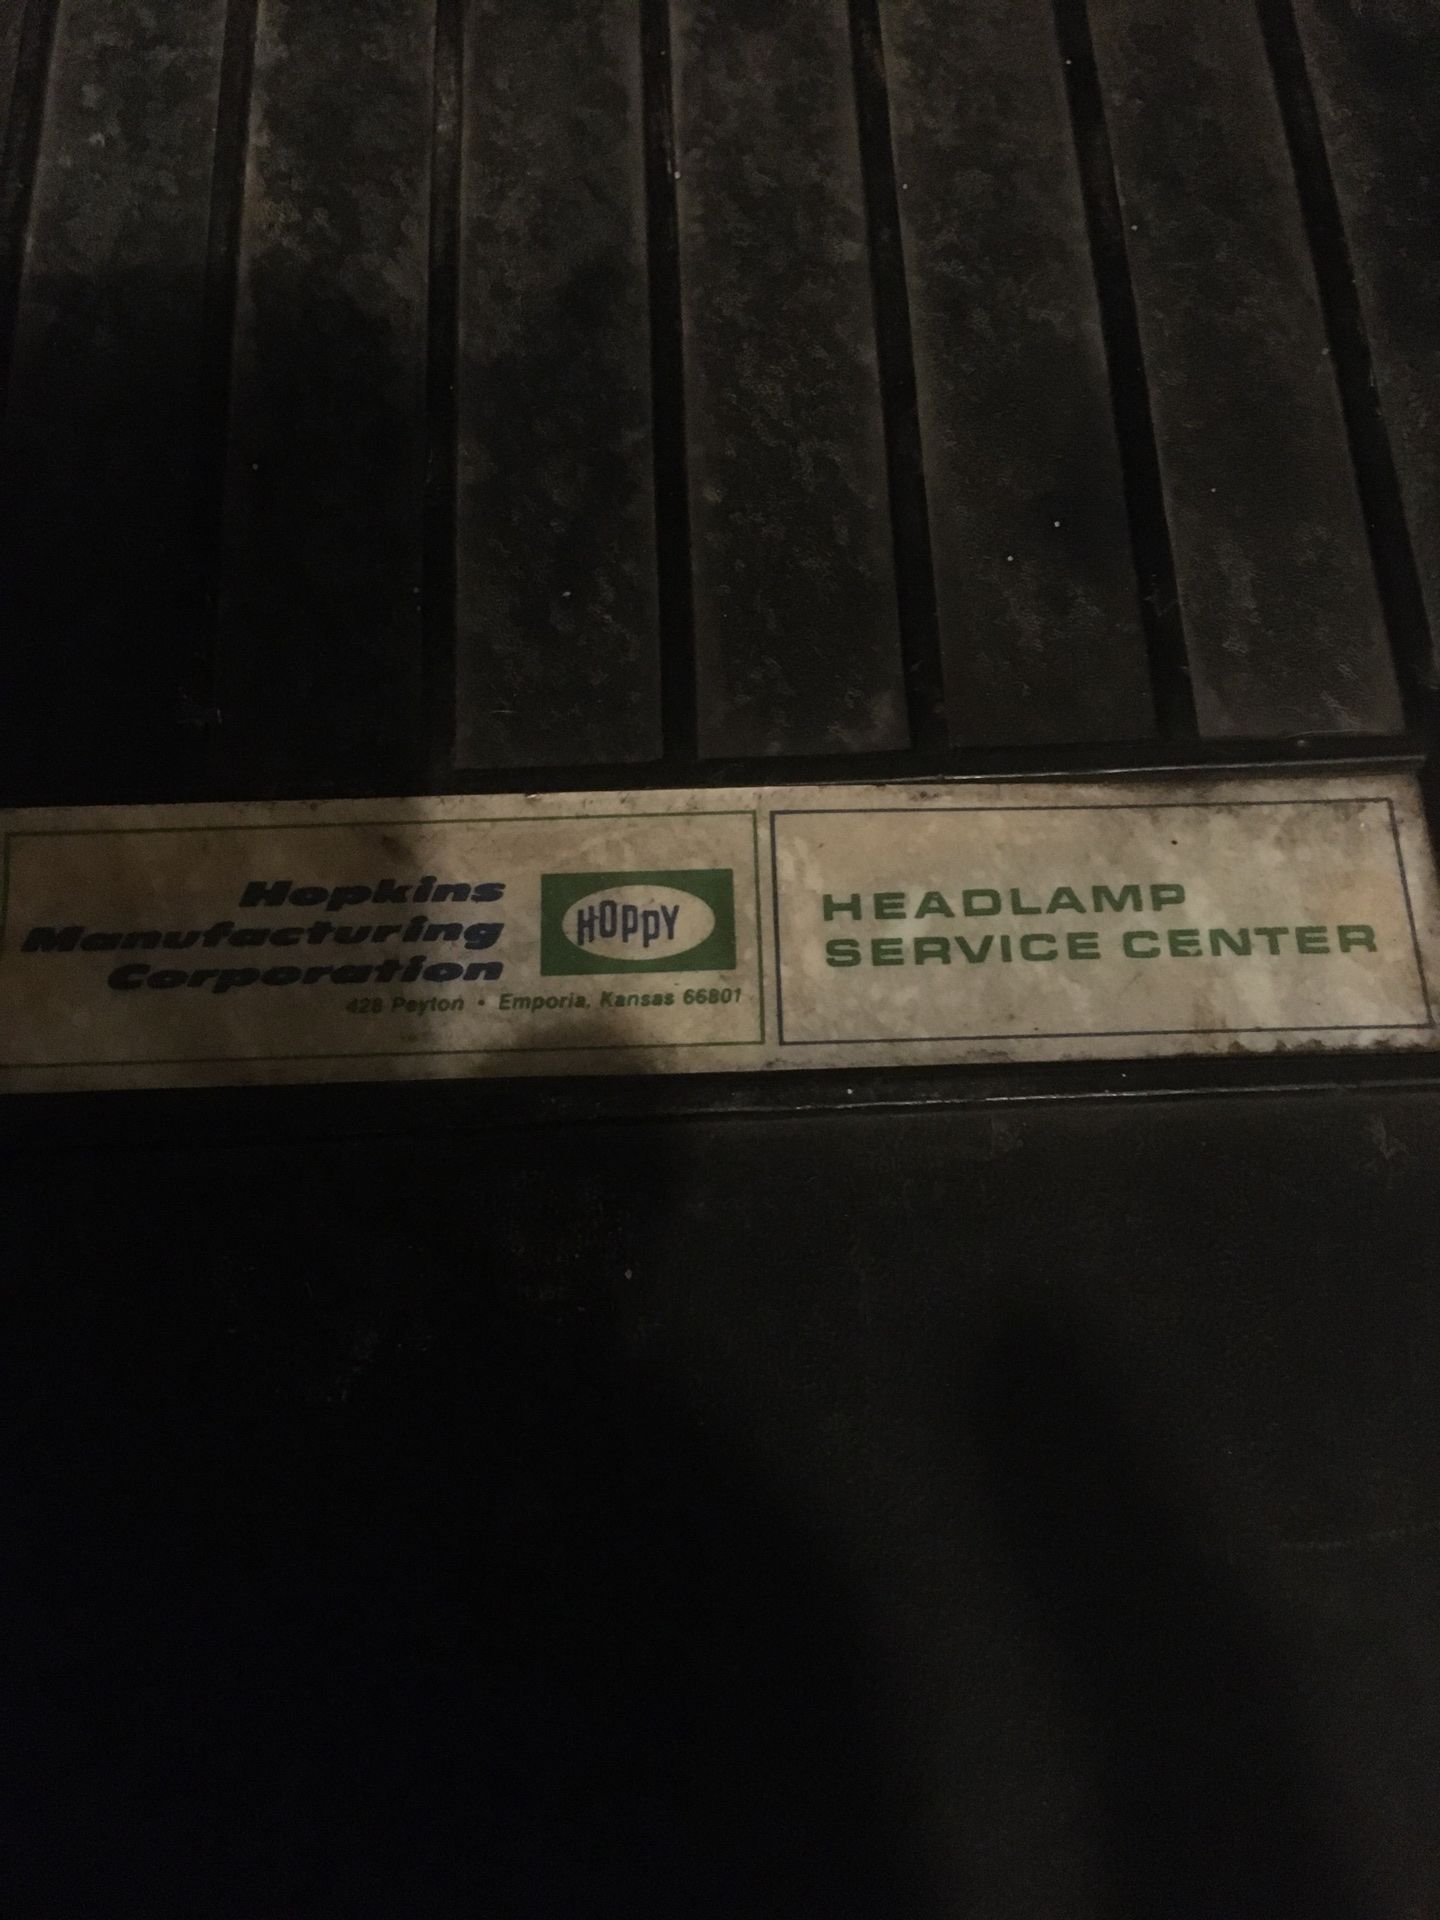 Hopkins
Manufacturing
Corporation
HOPPY
428 Peyton • Emporia, Kansas 66801
HEADLAMP
SERVICE CENTER